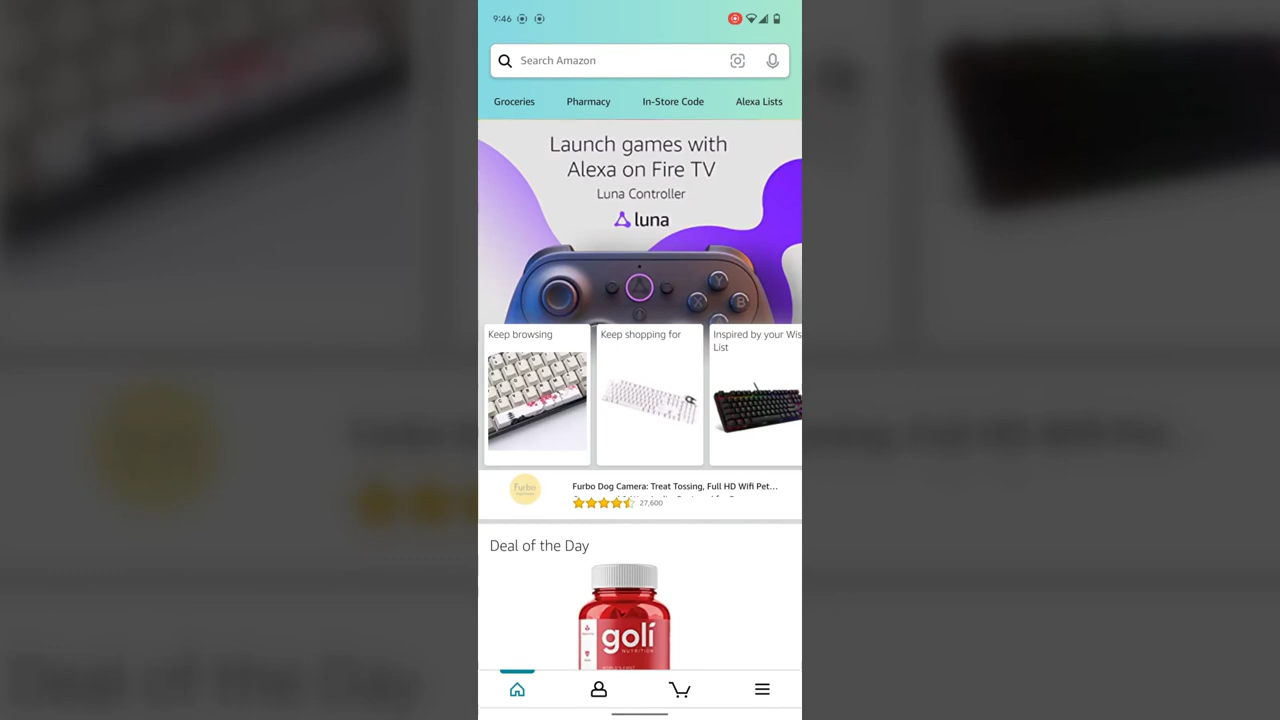 9:46
Search Amazon
Groceries Pharmacy In-Store Code Alexa Lists
Launch games with
Alexa on Fire TV
Luna Controller
luna
Y
X B
Keep browsing
Keep shopping for
Inspired by your Wis
List
Furbo
Furbo Dog Camera: Treat Tossing, Full HD Wifi Pet...
27,600
Deal of the Day
goli
NUTRITION